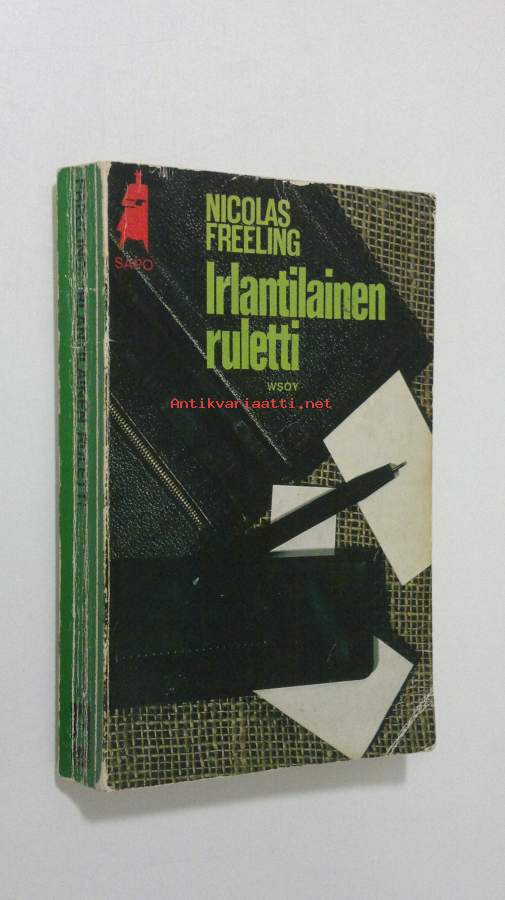 NICOLAS
FREELING
SAPO
Irlantilainen
ruletti
WSOY
Antikvariaatti.net
FREELING IRLANTILAINEN RULETTI